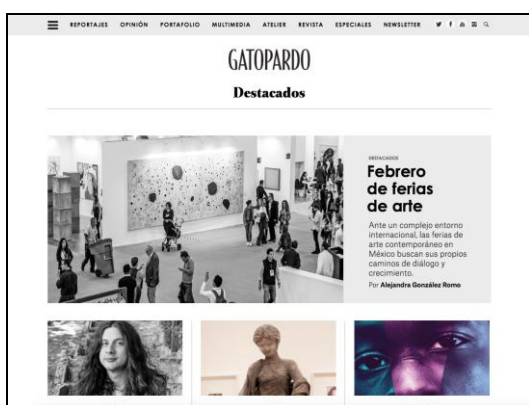 REPORTAJES OPINIÓN PORTAFOLIO MULTIMEDIA ATELIER REVISTA ESPECIALES NEWSLETTER
GATOPARDO
Destacados
DESTACADOS
Febrero
de ferias
de arte
Ante un complejo entorno
internacional, las ferias de
arte contemporáneo en
México buscan sus propios
caminos de diálogo y
crecimiento.
Por Alejandra González Romo